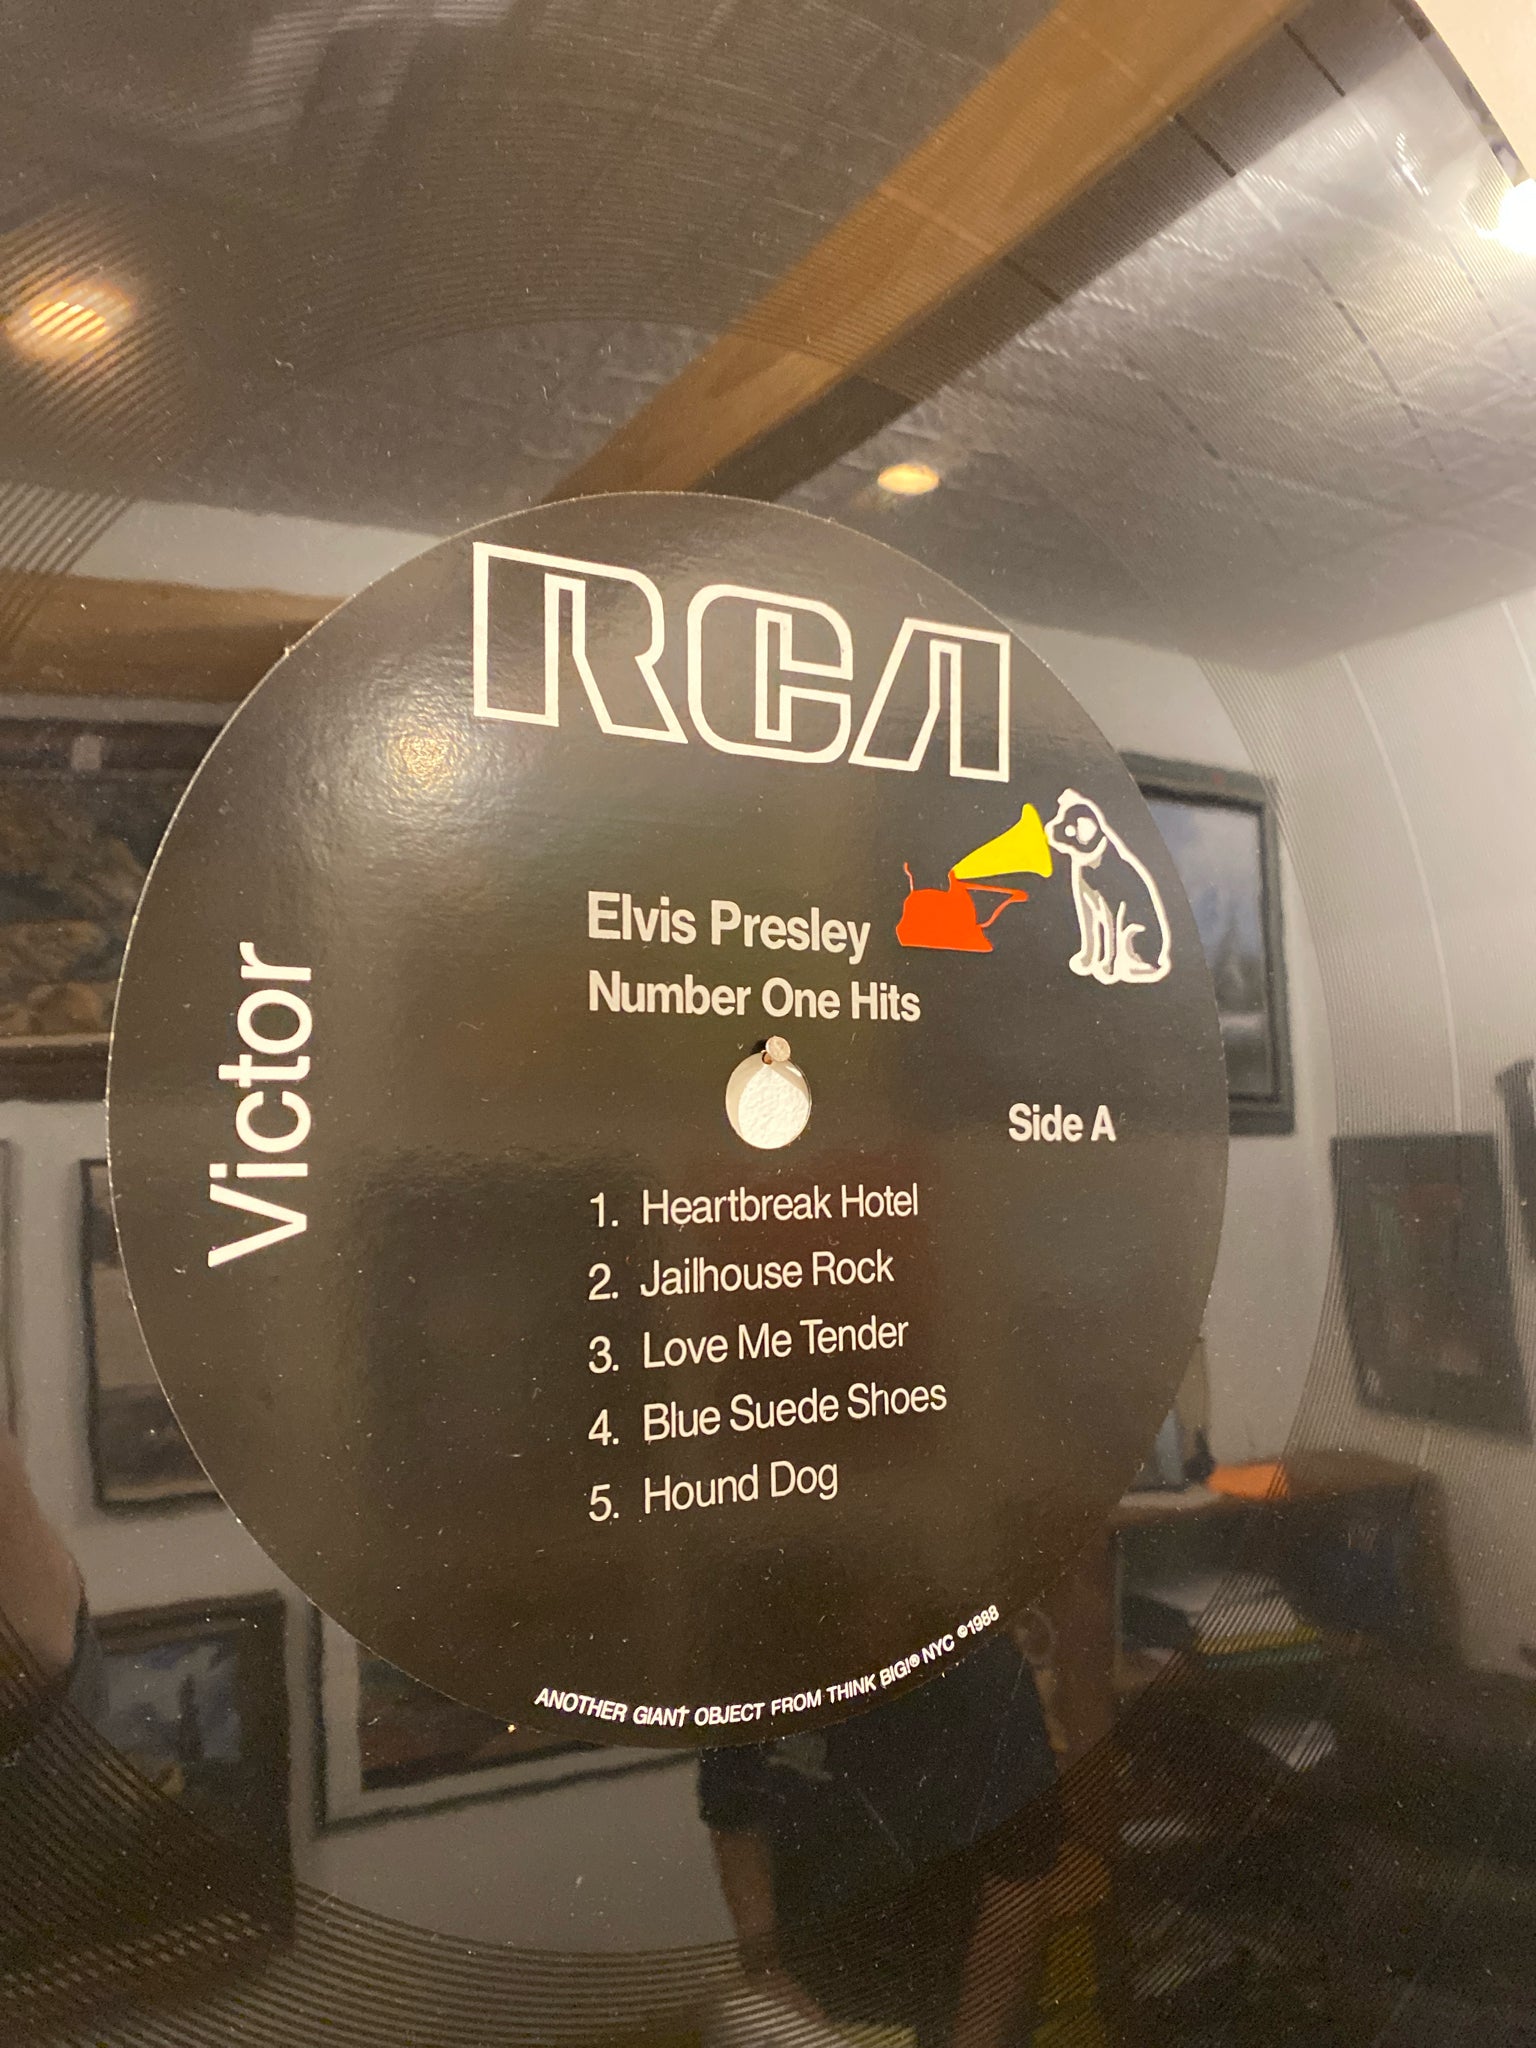 RCA
Victor
Elvis Presley
Number One Hits
Side A
1. Heartbreak Hotel
2. Jailhouse Rock
3. Love Me Tender
4. Blue Suede Shoes
5. Hound Dog
ANOTHER GIANT OBJECT FROM THINK BIG!® NYC ©1988